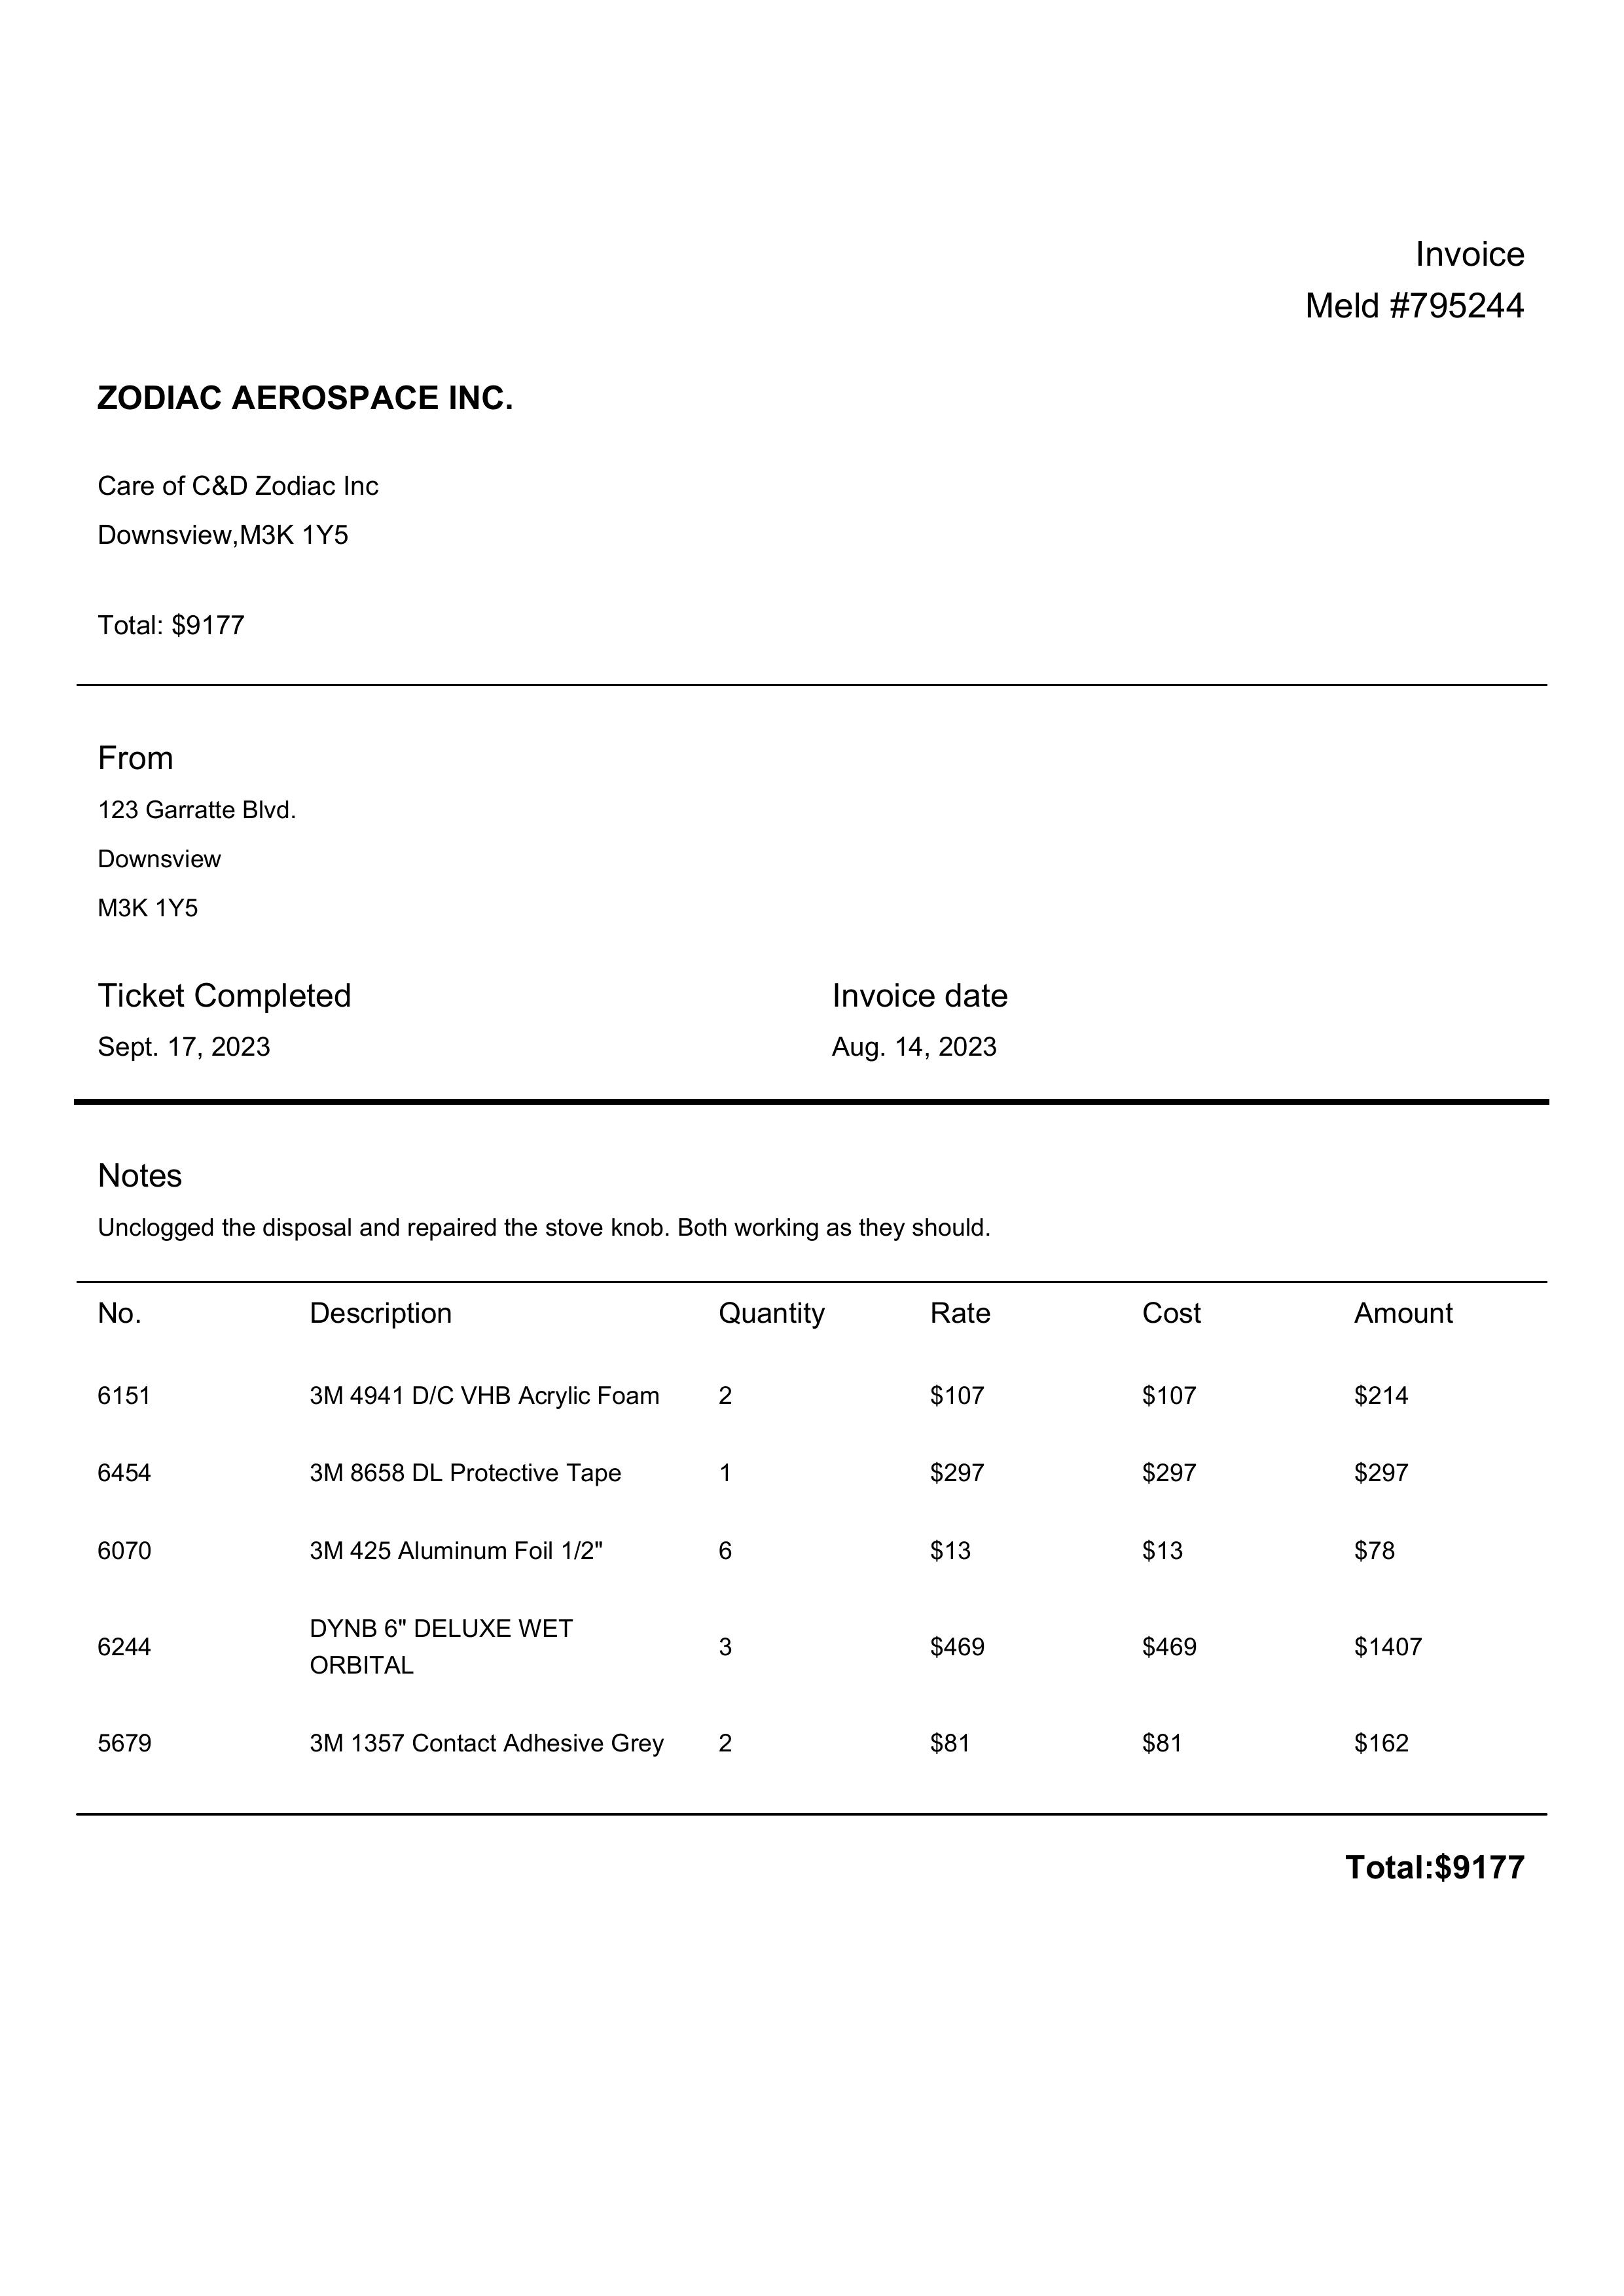 Invoice
Meld #795244
ZODIAC AEROSPACE INC.
Care of C&D Zodiac Inc
Downsview,M3K 1Y5
Total: $9177
From
123 Garratte Blvd.
Downsview
M3K 1Y5
Ticket Completed Invoice date
Sept. 17, 2023 Aug. 14, 2023
Notes
Unclogged the disposal and repaired the stove knob. Both working as they should.
No. Description Quantity Rate Cost Amount
6151 3M 4941 D/C VHB Acrylic Foam 2 $107 $107 $214
6454 3M 8658 DL Protective Tape 1 $297 $297 $297
6070 3M 425 Aluminum Foil 1/2" 6 $13 $13 $78
6244 DYNB 6" DELUXE WET 3 $469 $469 $1407
ORBITAL
5679 3M 1357 Contact Adhesive Grey 2 $81 $81 $162
Total:$9177